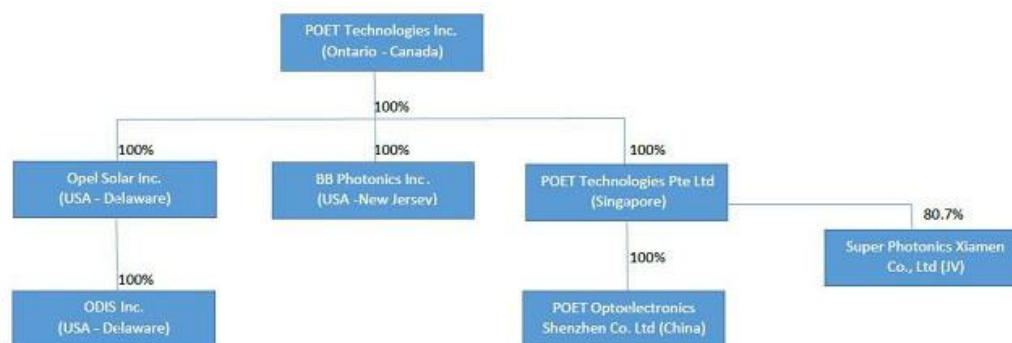 POET Technologies Inc.
(Ontario - Canada)
100%
100%
100%
100%
Opel Solar Inc.
(USA - Delaware)
BB Photonics Inc.
(USA -New Jersey)
POET Technologies Pte Ltd
(Singapore)
80.7%
Super Photonics Xiamen
Co., Ltd (JV)
100%
100%
ODIS Inc.
(USA - Delaware)
POET Optoelectronics
Shenzhen Co. Ltd (China)